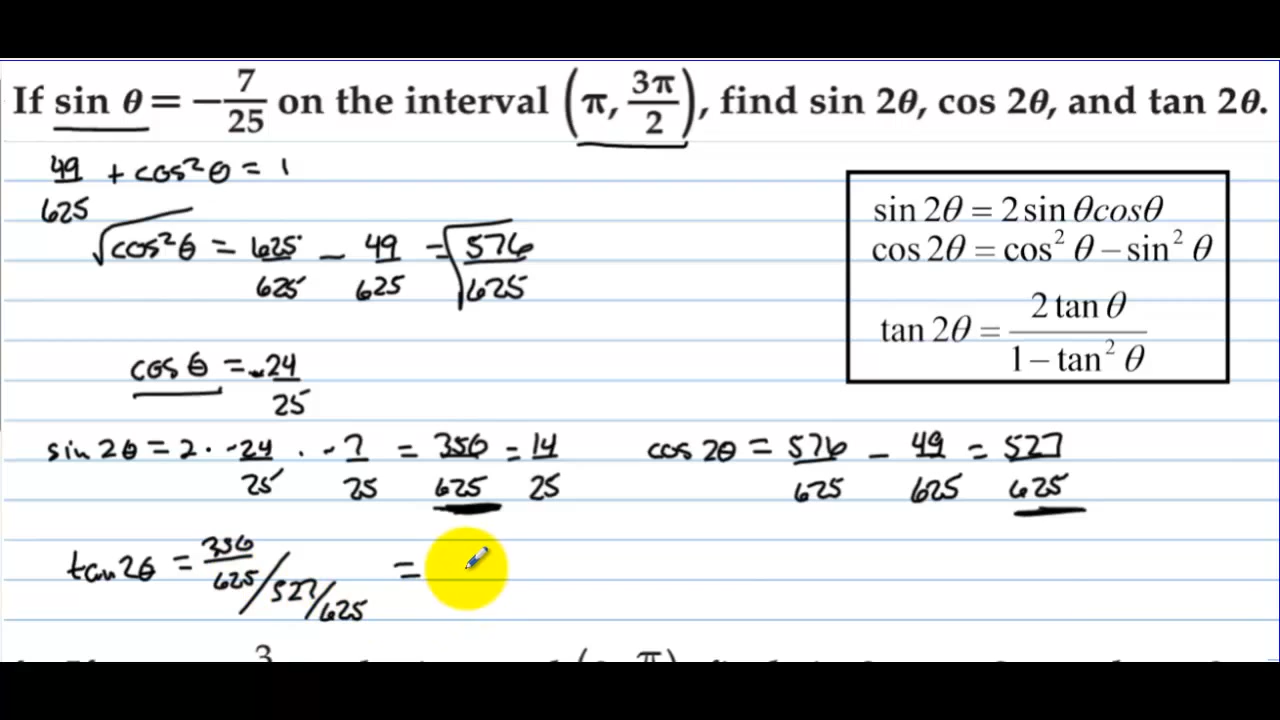 If sin θ = −7/25 on the interval (π, 3π/2), find sin 2θ, cos 2θ, and tan 2θ.
49/625 + cos²θ = 1
√cos²θ = 625/625 − 49/625 = √576/625
cos θ = -24/25
sin 2θ = 2 · -24/25 · -7/25 = 350/625 = 14/25
cos 2θ = 576/625 − 49/625 = 527/625
tan 2θ = 350/625 / 527/625 =
sin 2θ = 2 sin θcosθ
cos 2θ = cos² θ − sin² θ
tan 2θ = 2 tan θ / 1 − tan² θ